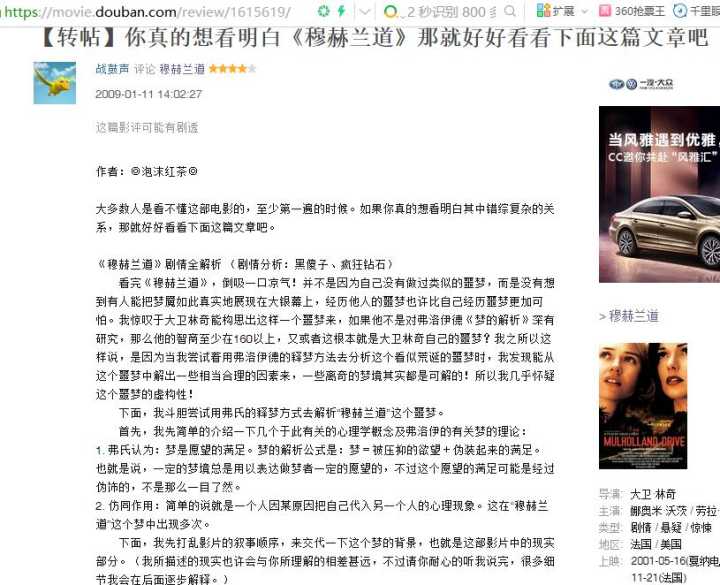 https://movie.douban.com/review/1615619/
2秒识别 800
扩展
360抢票王
千里眼
【转帖】你真的想看明白《穆赫兰道》那就好好看看下面这篇文章吧
战鼓声 评论 穆赫兰道
2009-01-11 14:02:27
这篇影评可能有剧透
作者：©泡沫红茶©
大多数人是看不懂这部电影的，至少第一遍的时候。如果你真的想看明白其中错综复杂的关
系，那就好好看看下面这篇文章吧。
《穆赫兰道》剧情全解析 （剧情分析：黑傻子、疯狂钻石）
看完《穆赫兰道》，倒吸一口凉气！并不是因为自己没有做过类似的噩梦，而是没有想
到有人能把梦魇如此真实地展现在大银幕上，经历他人的噩梦也许比自己经历噩梦更加可
怕。我惊叹于大卫林奇能构思出这样一个噩梦来，如果他不是对弗洛伊德《梦的解析》深有
研究，那么他的智商至少在160以上，又或者这根本就是大卫林奇自己的噩梦？我之所以这
样说，是因为当我尝试着用弗洛伊德的释梦方法去分析这个看似荒诞的噩梦时，我发现能从
这个噩梦中解出一些相当合理的因素来，一些离奇的梦境其实都是可解的！所以我几乎怀疑
这个噩梦的虚构性！
下面，我斗胆尝试用弗氏的释梦方式去解析“穆赫兰道”这个噩梦。
首先，我先简单的介绍一下几个于此有关的心理学概念及弗洛伊的有关梦的理论：
1. 弗氏认为：梦是愿望的满足。梦的解析公式是：梦＝被压抑的欲望＋伪装起来的满足。
也就是说，一定的梦境总是用以表达做梦者一定的愿望的，不过这个愿望的满足可能是经过
伪饰的，不是那么一目了然。
2. 仿同作用：简单的说就是一个人因某原因把自己代入另一个人的心理现象。这在“穆赫兰
道”这个梦中出现多次。
下面，我先打乱影片的叙事顺序，来交代一下这个梦的背景，也就是这部影片中的现实
部分。（我所描述的现实也许会与你所理解的相差甚远，不过请你耐心的听我说完，很多细
节我会在后面逐步解释。）
一汽·大众
当风雅遇到优雅，
CC邀你共赴“风雅汇”
> 穆赫兰道
MULHOLLAND DRIVE
导演: 大卫·林奇
主演: 娜奥米·沃茨 / 劳拉·
类型: 剧情 / 悬疑 / 惊悚
地区: 法国 / 美国
上映: 2001-05-16(戛纳电
11-21(法国)